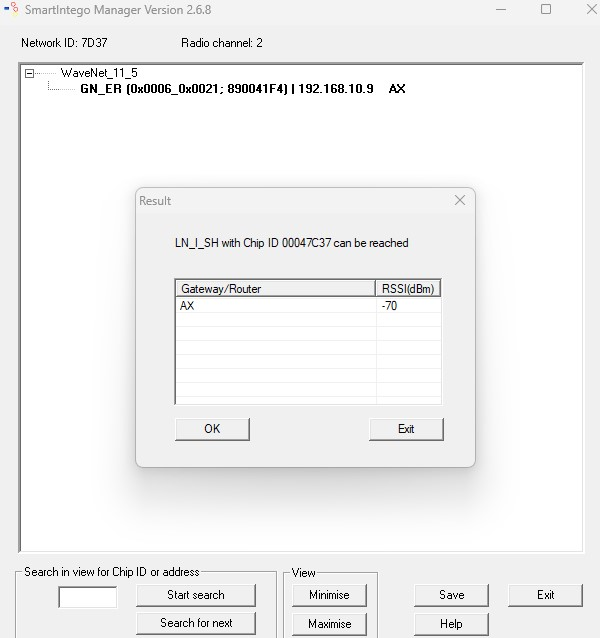 SmartIntego Manager Version 2.6.8
Network ID: 7D37 Radio channel: 2
WaveNet_11_5
GN_ER (0x0006_0x0021; 890041F4) | 192.168.10.9 AX
Result
LN_I_SH with Chip ID 00047C37 can be reached
Gateway/Router RSSI(dBm)
AX -70
OK Exit
Search in view for Chip ID or address
Start search
Search for next
View
Minimise
Maximise
Save Exit
Help